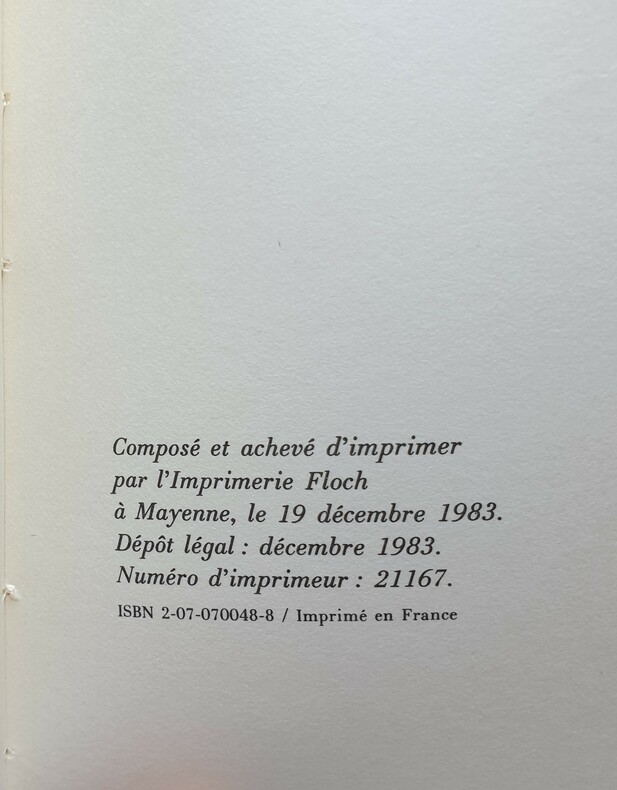 Composé et achevé d'imprimer
par l'Imprimerie Floch
à Mayenne, le 19 décembre 1983.
Dépôt légal : décembre 1983.
Numéro d'imprimeur : 21167.
ISBN 2-07-070048-8 / Imprimé en France